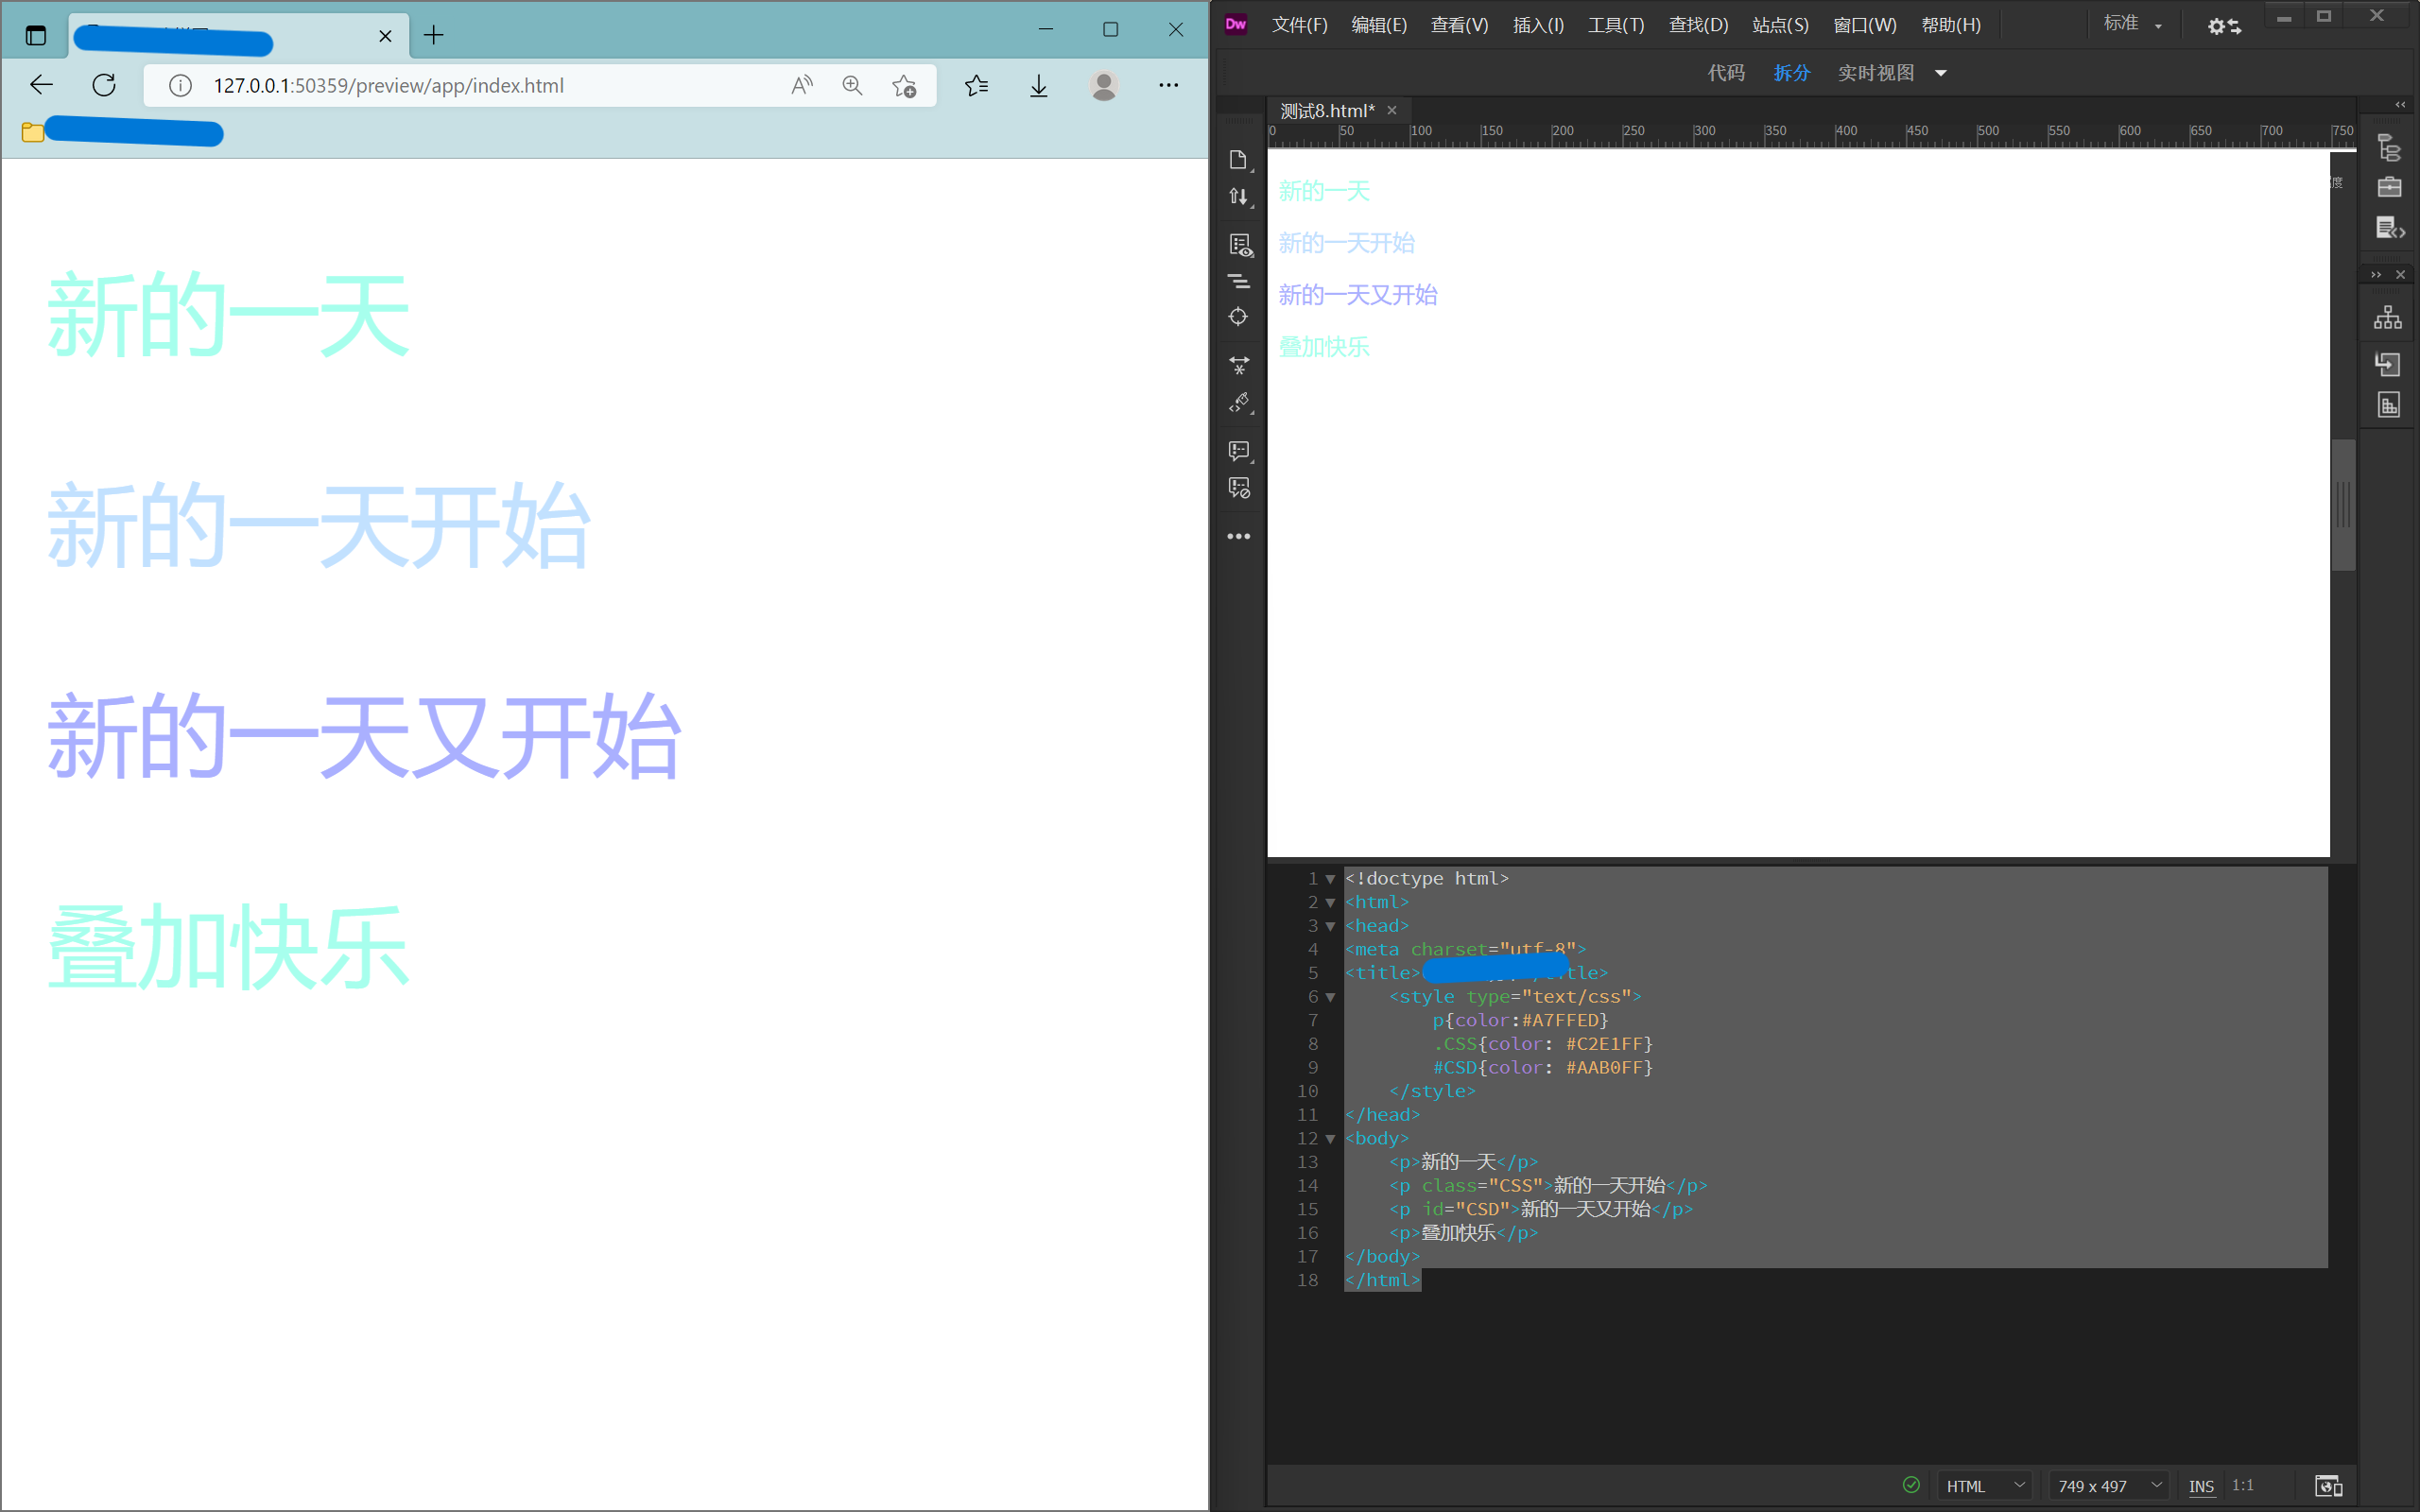 127.0.0.1:50359/preview/app/index.html
新的一天
新的一天开始
新的一天又开始
叠加快乐
Dw 文件(F) 编辑(E) 查看(V) 插入(I) 工具(T) 查找(D) 站点(S) 窗口(W) 帮助(H) 标准
代码 拆分 实时视图
测试8.html*
0 50 100 150 200 250 300 350 400 450 500 550 600 650 700 750
度
新的一天
新的一天开始
新的一天又开始
叠加快乐
1 <!doctype html>
2 <html>
3 <head>
4 <meta charset="utf-8">
5 <title> title>
6 <style type="text/css">
7 p{color:#A7FFED}
8 .CSS{color: #C2E1FF}
9 #CSD{color: #AAB0FF}
10 </style>
11 </head>
12 <body>
13 <p>新的一天</p>
14 <p class="CSS">新的一天开始</p>
15 <p id="CSD">新的一天又开始</p>
16 <p>叠加快乐</p>
17 </body>
18 </html>
HTML 749 x 497 INS 1:1